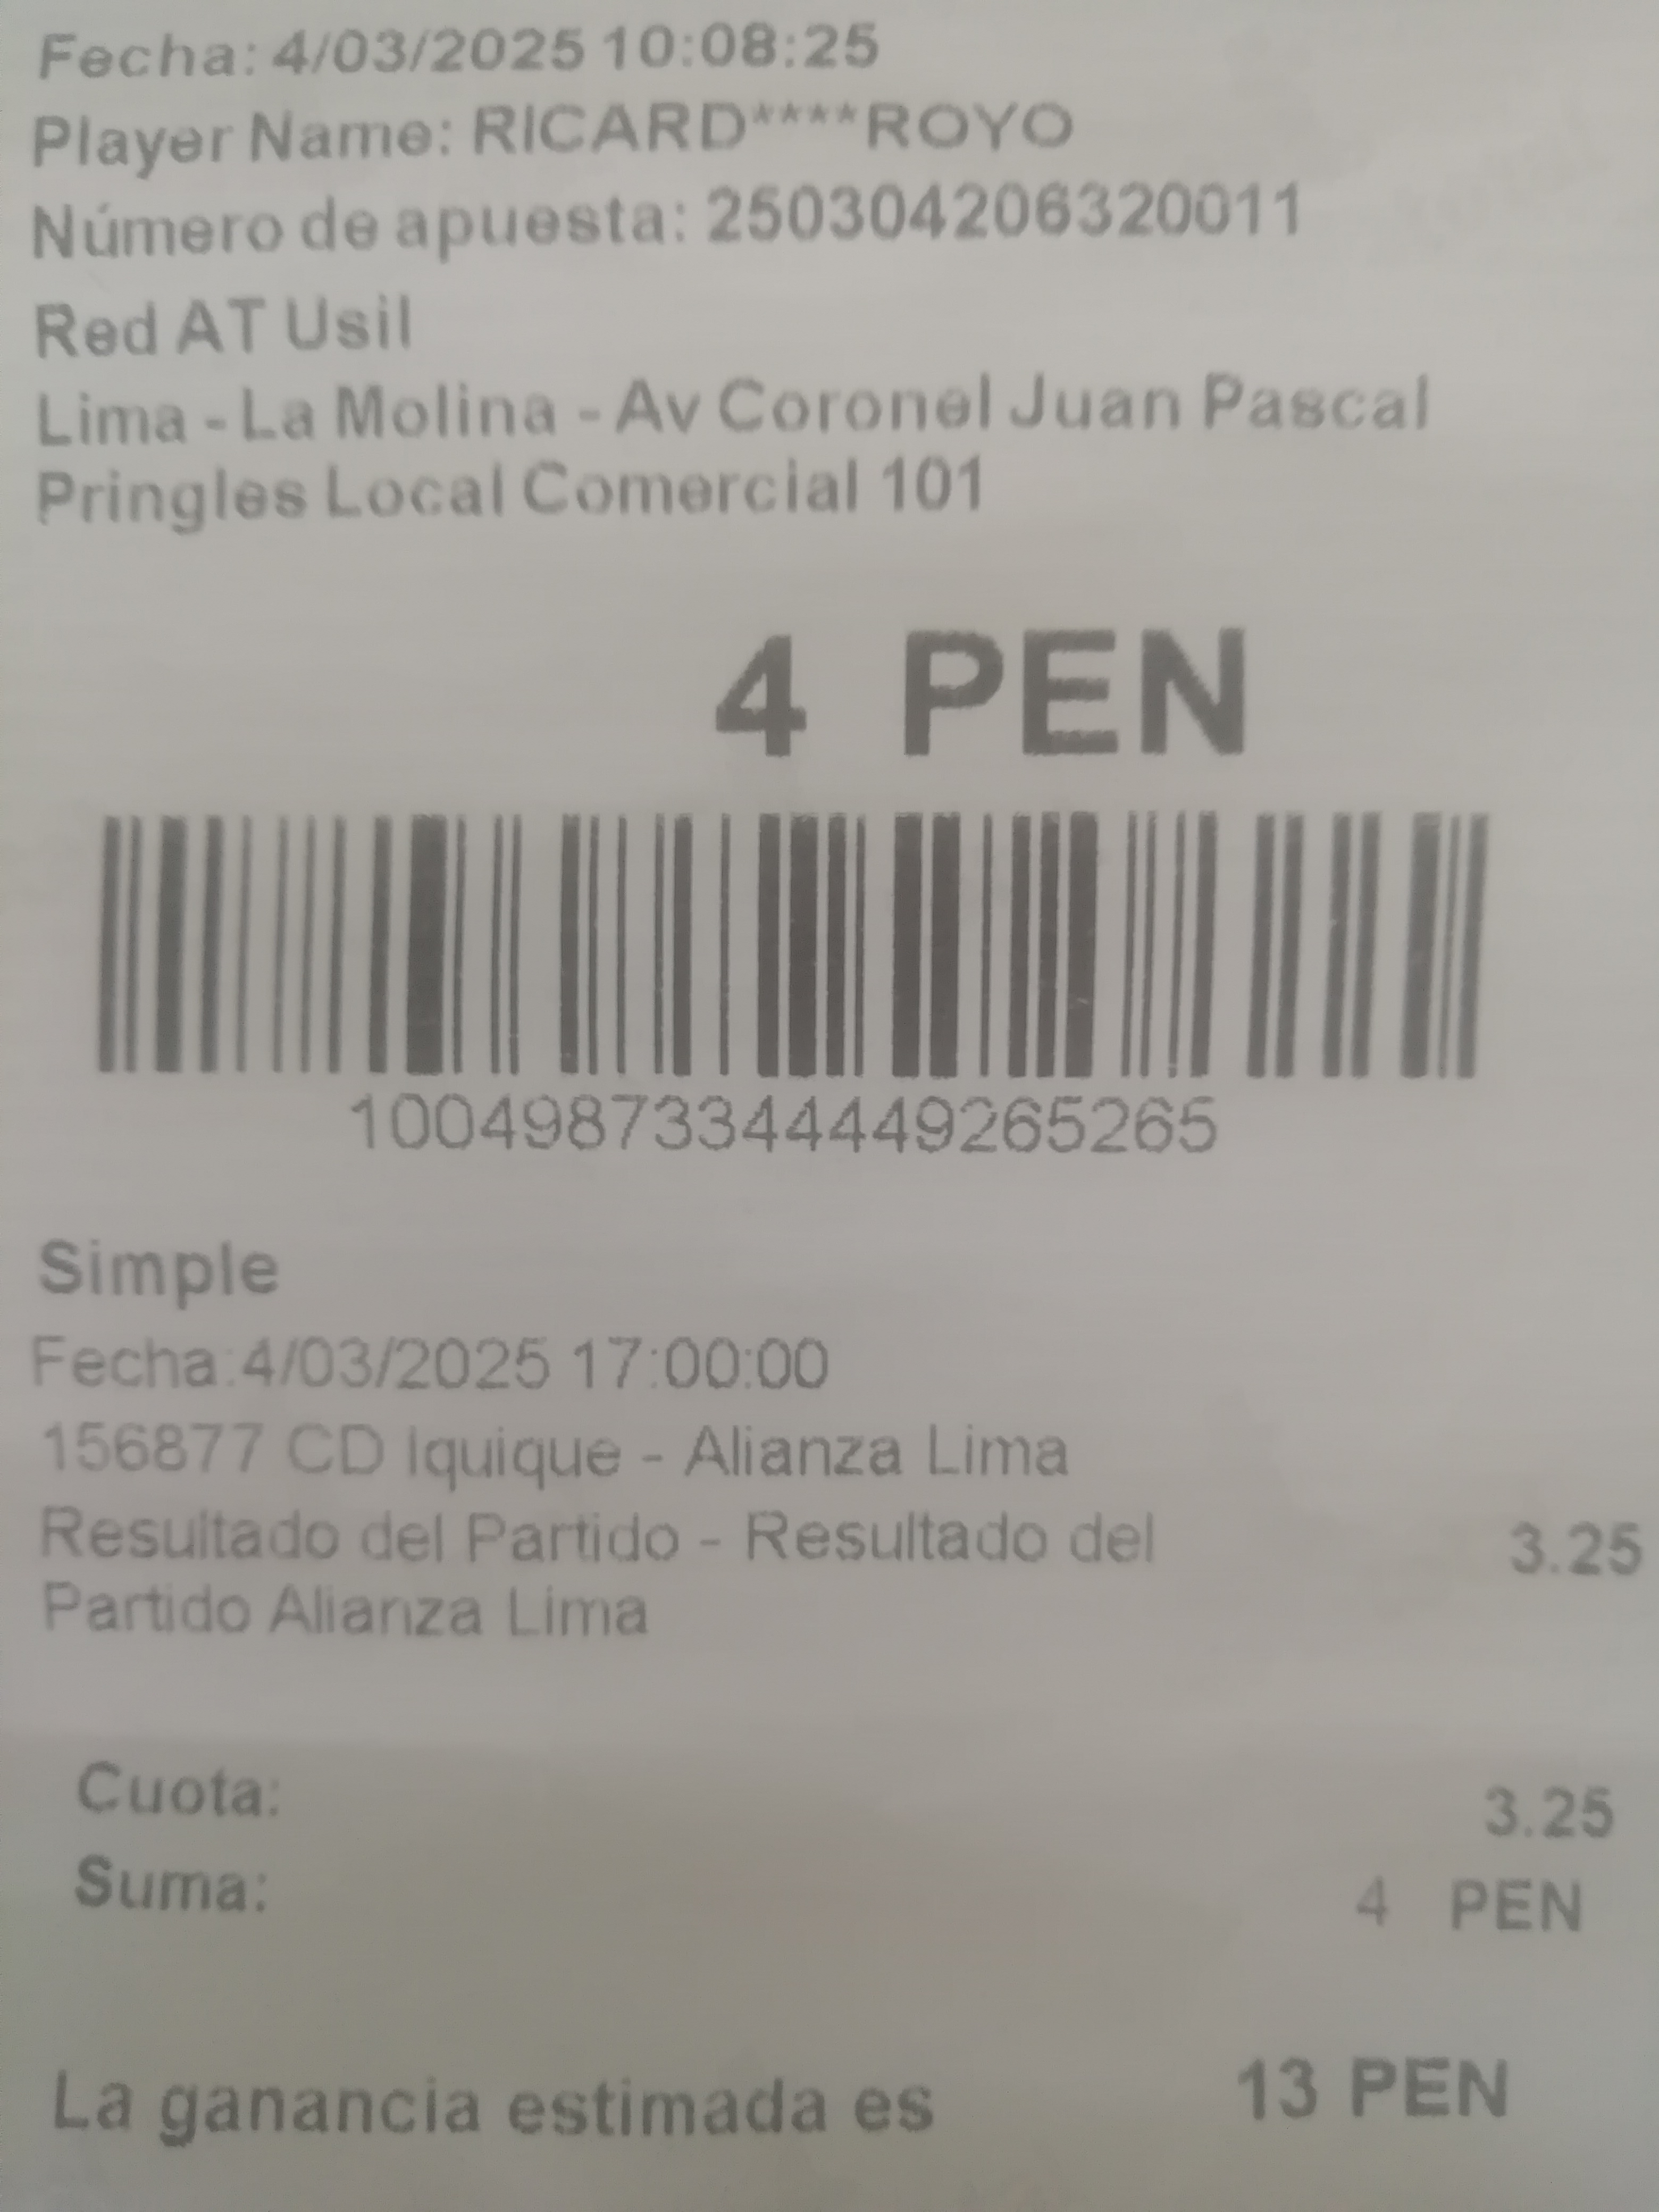 Fecha: 4/03/2025 10:08:25
Player Name: RICARD****ROYO
Número de apuesta: 250304206320011
Red AT Usil
Lima - La Molina - Av Coronel Juan Pascal
Pringles Local Comercial 101
4 PEN
10049873344449265265
Simple
Fecha:4/03/2025 17:00:00
156877 CD Iquique - Alianza Lima
Resultado del Partido - Resultado del 3.25
Partido Alianza Lima
Cuota: 3.25
Suma: 4 PEN
La ganancia estimada es 13 PEN